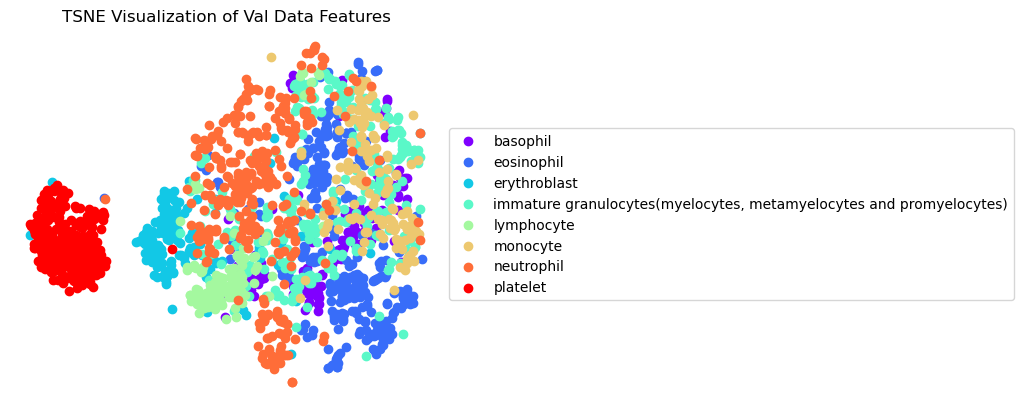 TSNE Visualization of Val Data Features
basophil
eosinophil
erythroblast
immature granulocytes(myelocytes, metamyelocytes and promyelocytes)
lymphocyte
monocyte
neutrophil
platelet